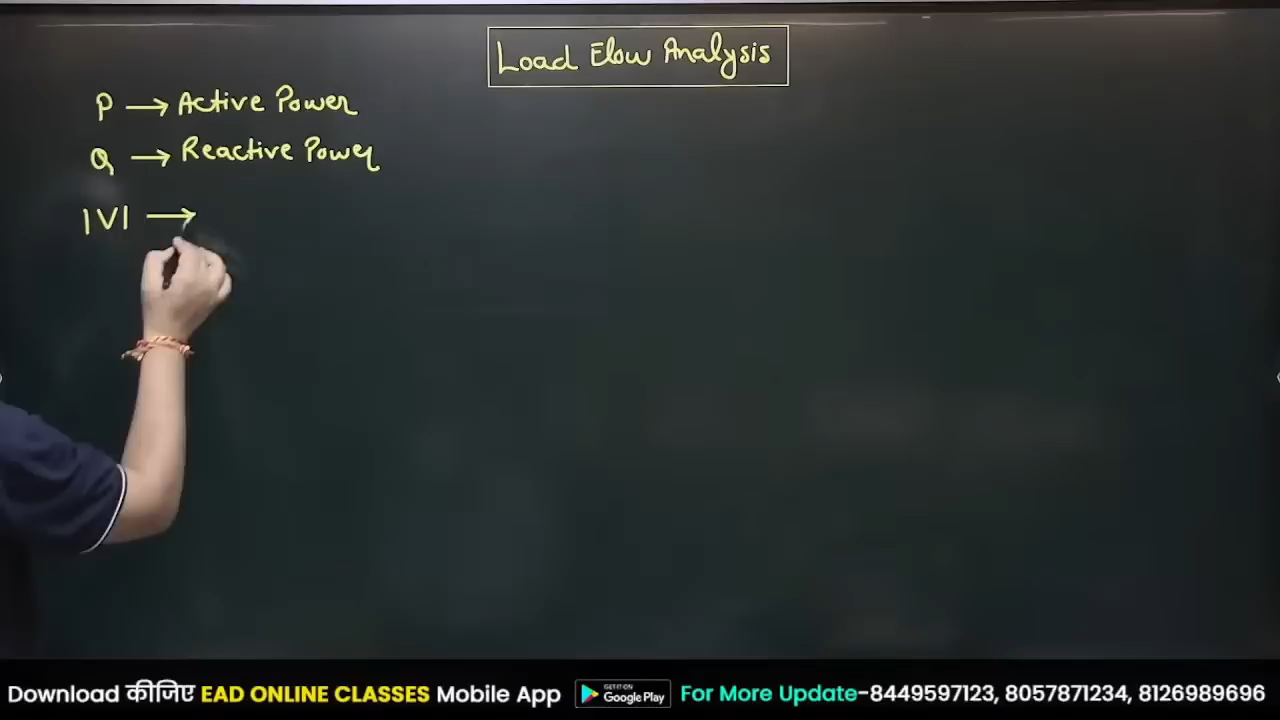 Load Flow Analysis
P → Active Power
Q → Reactive Power
|V| →
Download कीजिए EAD ONLINE CLASSES Mobile App GET IT ON Google Play For More Update-8449597123, 8057871234, 8126989696